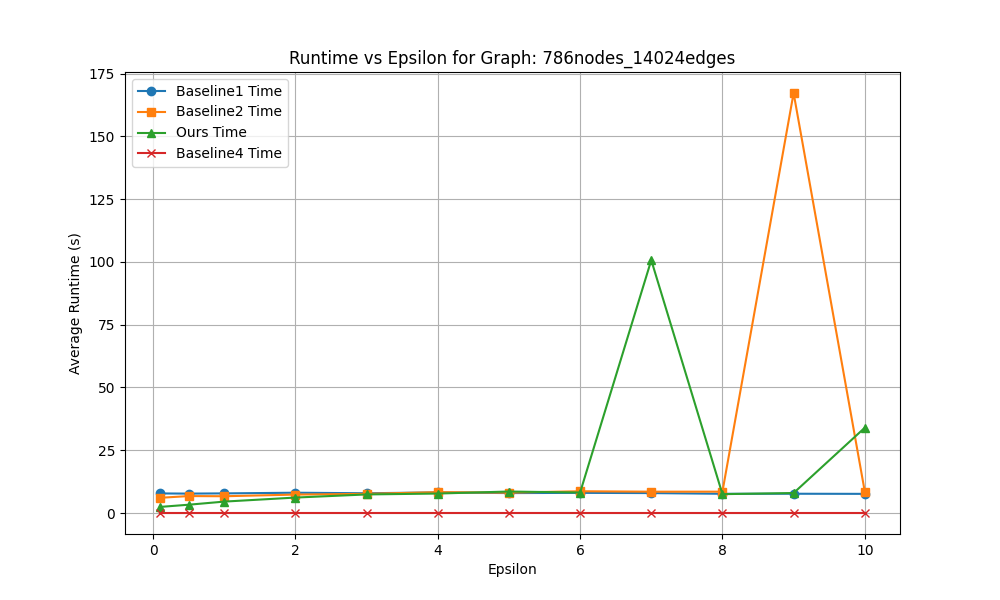 Runtime vs Epsilon for Graph: 786nodes_14024edges
Baseline1 Time
Baseline2 Time
Ours Time
Baseline4 Time
Average Runtime (s)
175
150
125
100
75
50
25
0
0 2 4 6 8 10
Epsilon